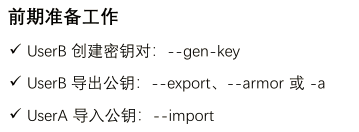 前期准备工作
✓ UserB 创建密钥对：--gen-key
✓ UserB 导出公钥：--export、--armor 或 -a
✓ UserA 导入公钥：--import